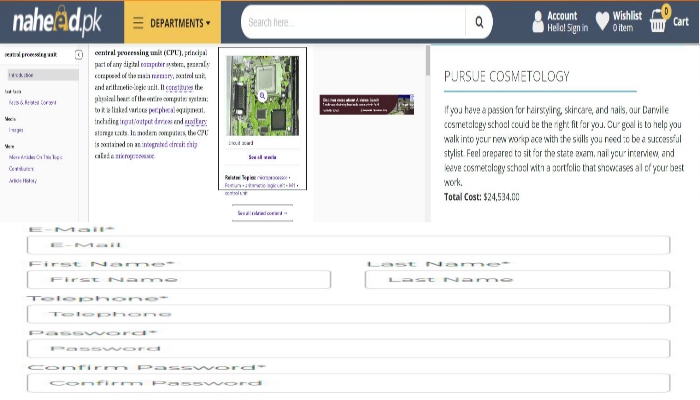 naheed.pk
DEPARTMENTS
Search here...
Account
Hello! Sign in
Wishlist
0 item
0
Cart
central processing unit
Introduction
Fast Facts
Facts & Related Content
Media
Images
More
More Articles On This Topic
Contributors
Article History
central processing unit (CPU), principal
part of any digital computer system, generally
composed of the main memory, control unit,
and arithmetic-logic unit. It constitutes the
physical heart of the entire computer system;
to it is linked various peripheral equipment,
including input/output devices and auxiliary
storage units. In modern computers, the CPU
is contained on an integrated circuit chip
called a microprocessor.
circuit board
See all media
Related Topics: microprocessor •
Pentium • arithmetic-logic unit • M1 •
control unit
See all related content →
PURSUE COSMETOLOGY
If you have a passion for hairstyling, skincare, and nails, our Danville
cosmetology school could be the right fit for you. Our goal is to help you
walk into your new workplace with the skills you need to be a successful
stylist. Feel prepared to sit for the state exam, nail your interview, and
leave cosmetology school with a portfolio that showcases all of your best
work.
Total Cost: $24,534.00
E-Mail*
E-Mail
First Name*
Last Name*
First Name
Last Name
Telephone*
Telephone
Password*
Password
Confirm Password*
Confirm Password